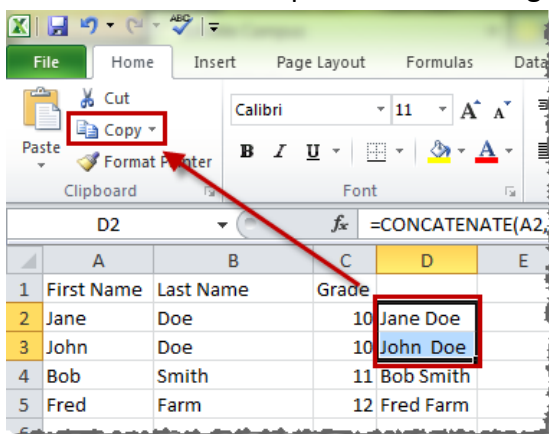 ABC
File Home Insert Page Layout Formulas Data
Cut
Copy
Paste
Format Painter
Calibri 11 A A
B I U A
Clipboard Font
D2 fx =CONCATENATE(A2,
A B C D E
1 First Name Last Name Grade
2 Jane Doe 10 Jane Doe
3 John Doe 10 John Doe
4 Bob Smith 11 Bob Smith
5 Fred Farm 12 Fred Farm